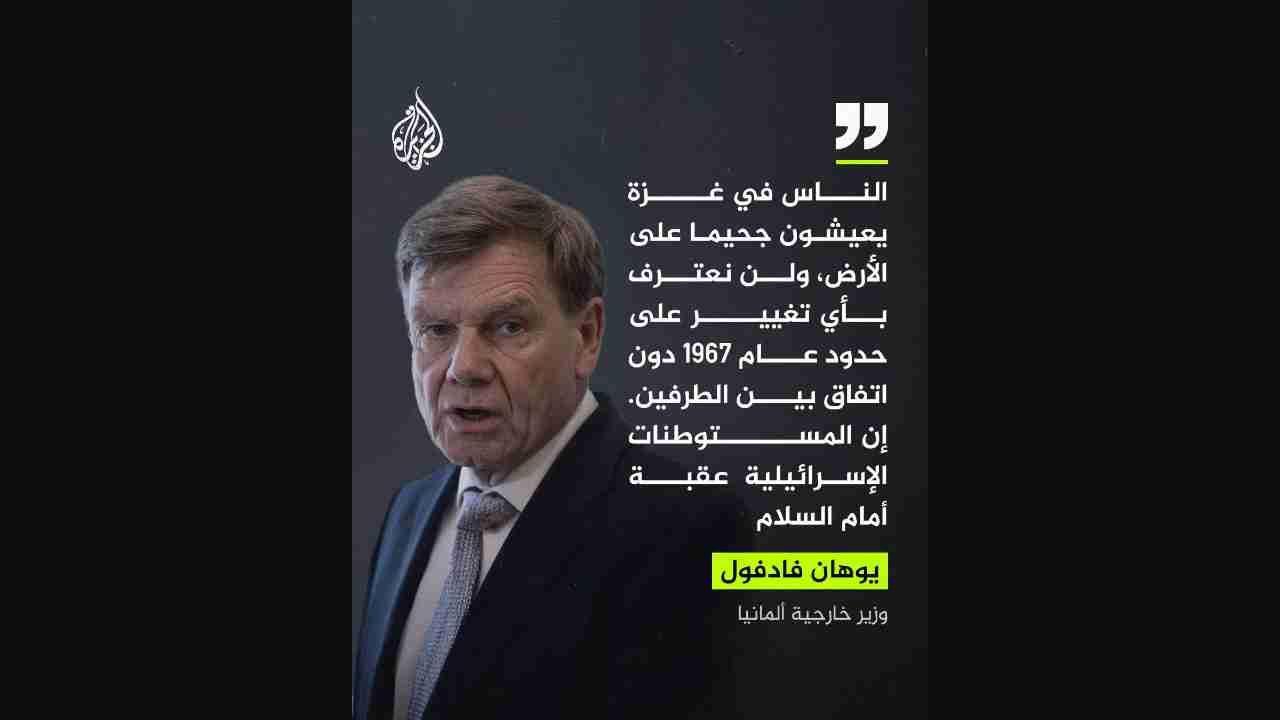 الجزيرة
الناس في غزة
يعيشون جحيما على
الأرض، ولن نعترف
بأي تغيير على
حدود عام 1967 دون
اتفاق بين الطرفين.
إن المستوطنات
الإسرائيلية عقبة
أمام السلام
يوهان فادفول
وزير خارجية ألمانيا